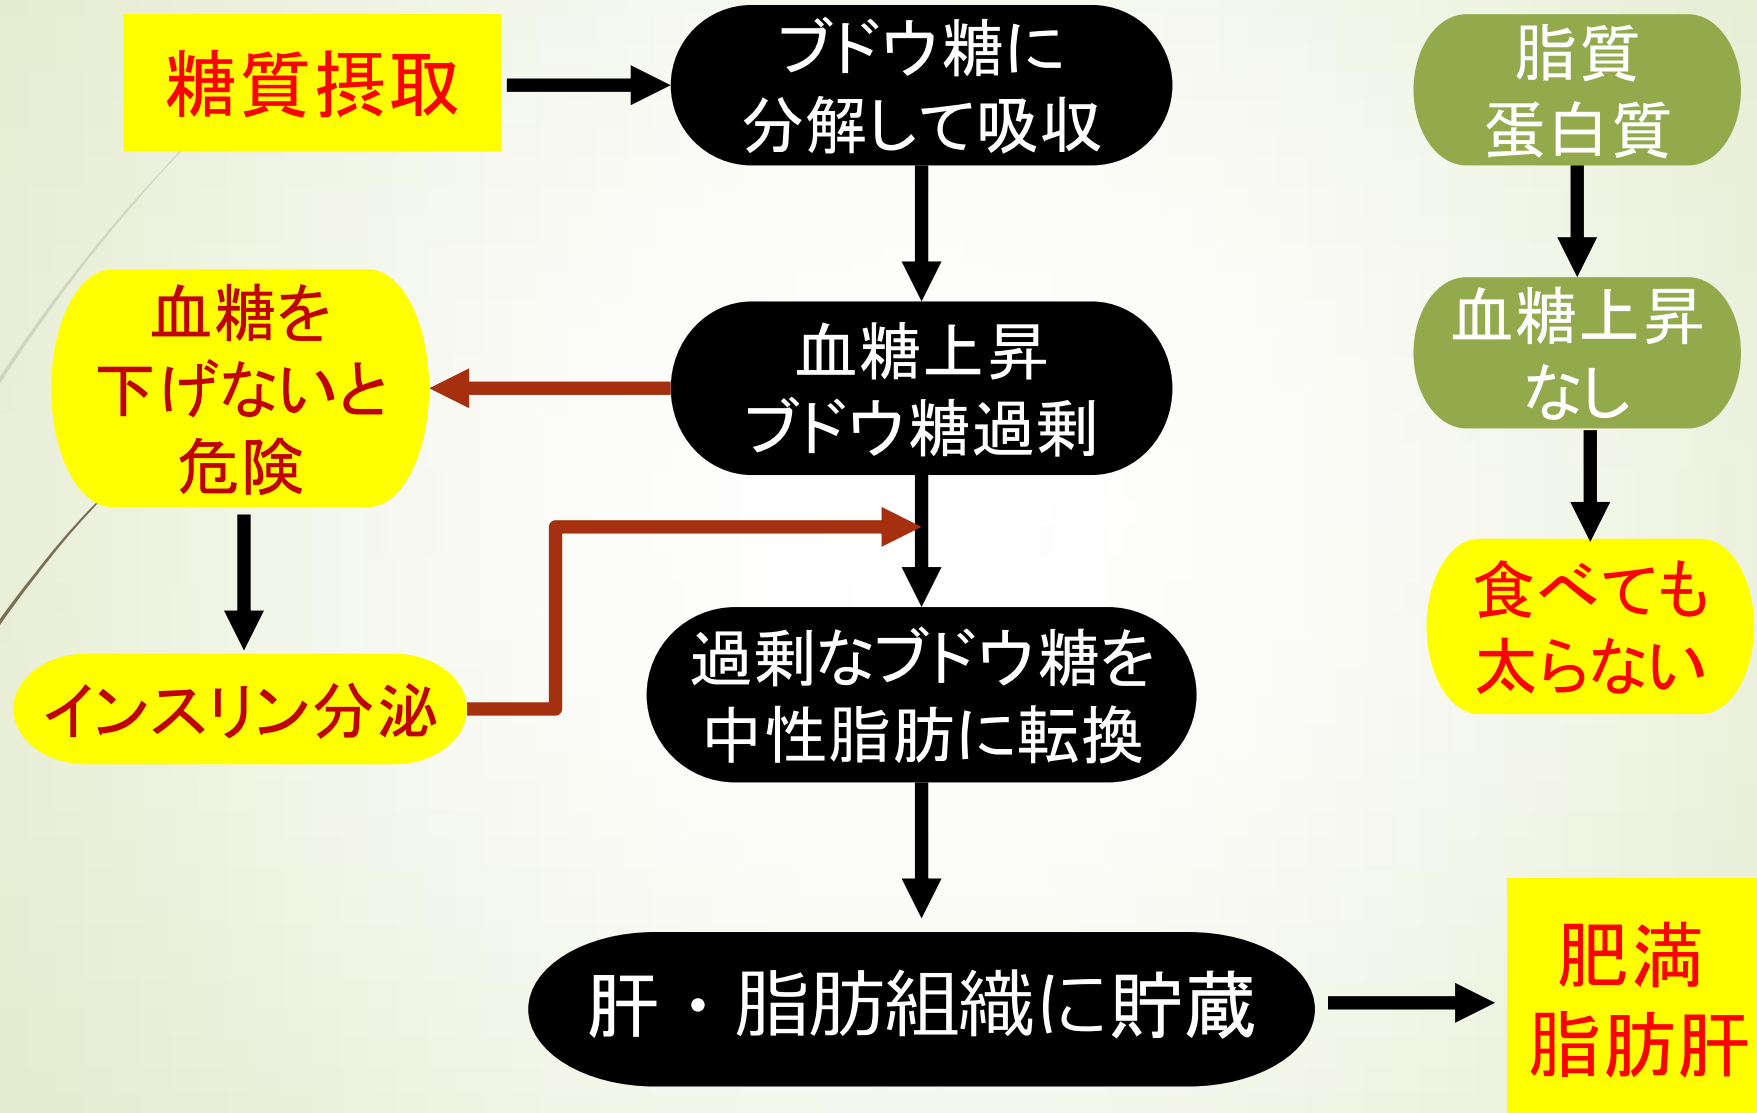 糖質摂取
ブドウ糖に
分解して吸収
脂質
蛋白質
血糖を
下げないと
危険
血糖上昇
ブドウ糖過剰
血糖上昇
なし
インスリン分泌
過剰なブドウ糖を
中性脂肪に転換
食べても
太らない
肝・脂肪組織に貯蔵
肥満
脂肪肝